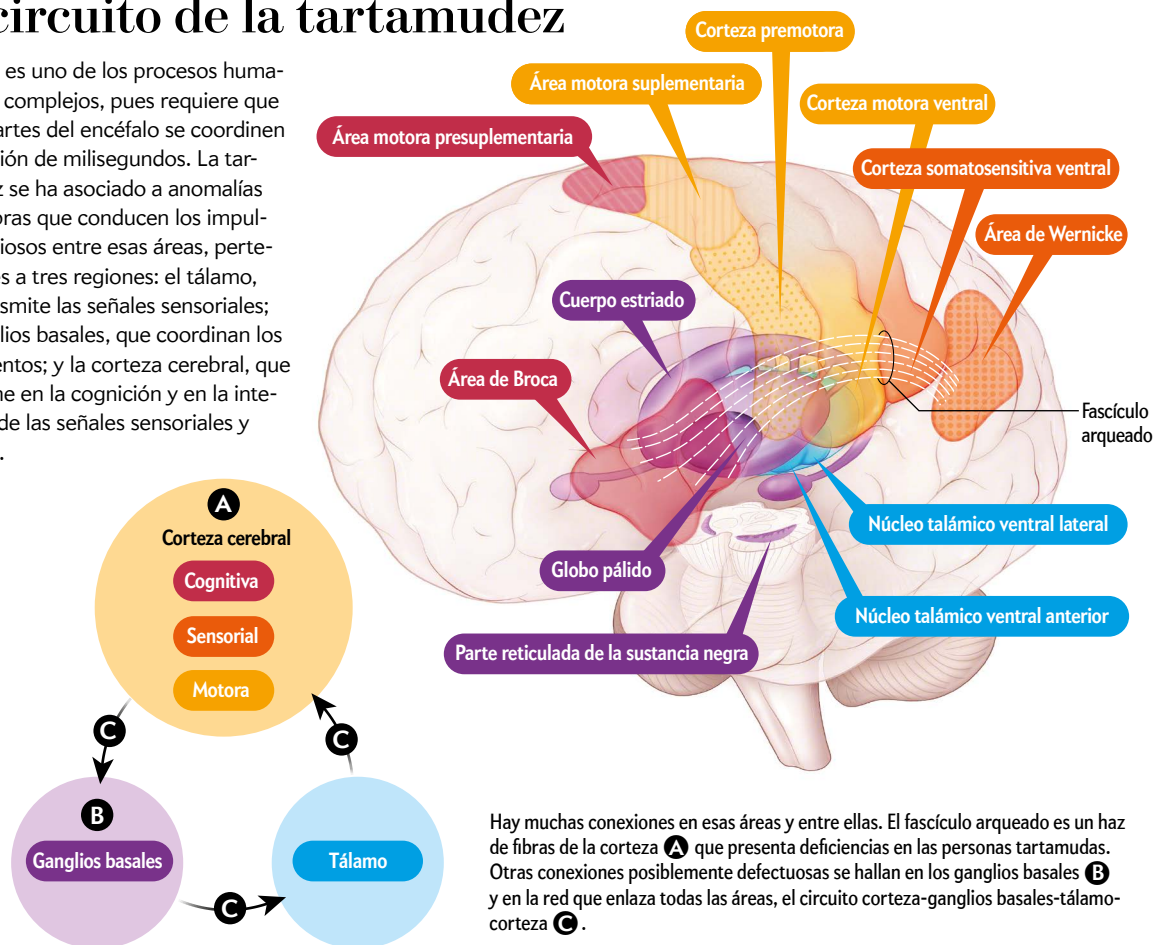 circuito de la tartamudez
es uno de los procesos huma-
complejos, pues requiere que
artes del encéfalo se coordinen
ión de milisegundos. La tar-
z se ha asociado a anomalías
bras que conducen los impul-
iosos entre esas áreas, perte-
es a tres regiones: el tálamo,
smite las señales sensoriales;
glios basales, que coordinan los
entos; y la corteza cerebral, que
ne en la cognición y en la inte-
de las señales sensoriales y
.
Corteza premotora
Área motora suplementaria
Corteza motora ventral
Área motora presuplementaria
Corteza somatosensitiva ventral
Área de Wernicke
Cuerpo estriado
Área de Broca
Fascículo
arqueado
Núcleo talámico ventral lateral
Globo pálido
Núcleo talámico ventral anterior
Parte reticulada de la sustancia negra
A
Corteza cerebral
Cognitiva
Sensorial
Motora
C
C
B
Ganglios basales
Tálamo
C
Hay muchas conexiones en esas áreas y entre ellas. El fascículo arqueado es un haz
de fibras de la corteza A que presenta deficiencias en las personas tartamudas.
Otras conexiones posiblemente defectuosas se hallan en los ganglios basales B
y en la red que enlaza todas las áreas, el circuito corteza-ganglios basales-tálamo-
corteza C .